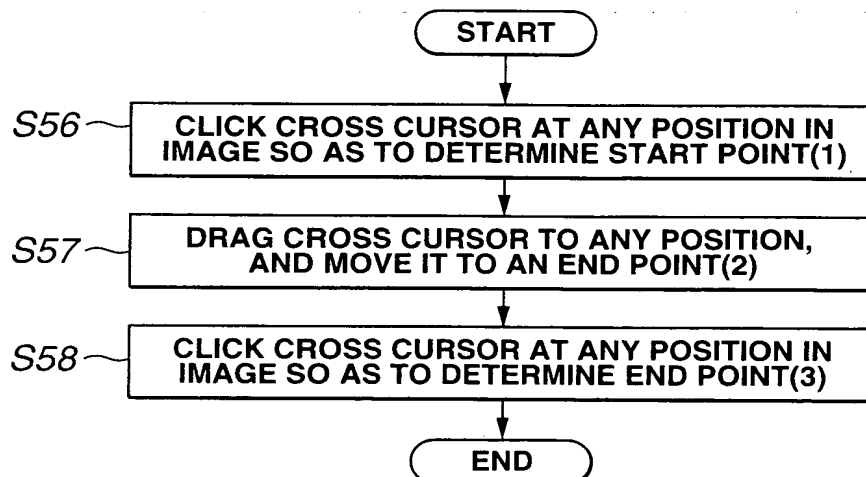 START
S56
CLICK CROSS CURSOR AT ANY POSITION IN
IMAGE SO AS TO DETERMINE START POINT(1)
S57
DRAG CROSS CURSOR TO ANY POSITION,
AND MOVE IT TO AN END POINT(2)
S58
CLICK CROSS CURSOR AT ANY POSITION IN
IMAGE SO AS TO DETERMINE END POINT(3)
END